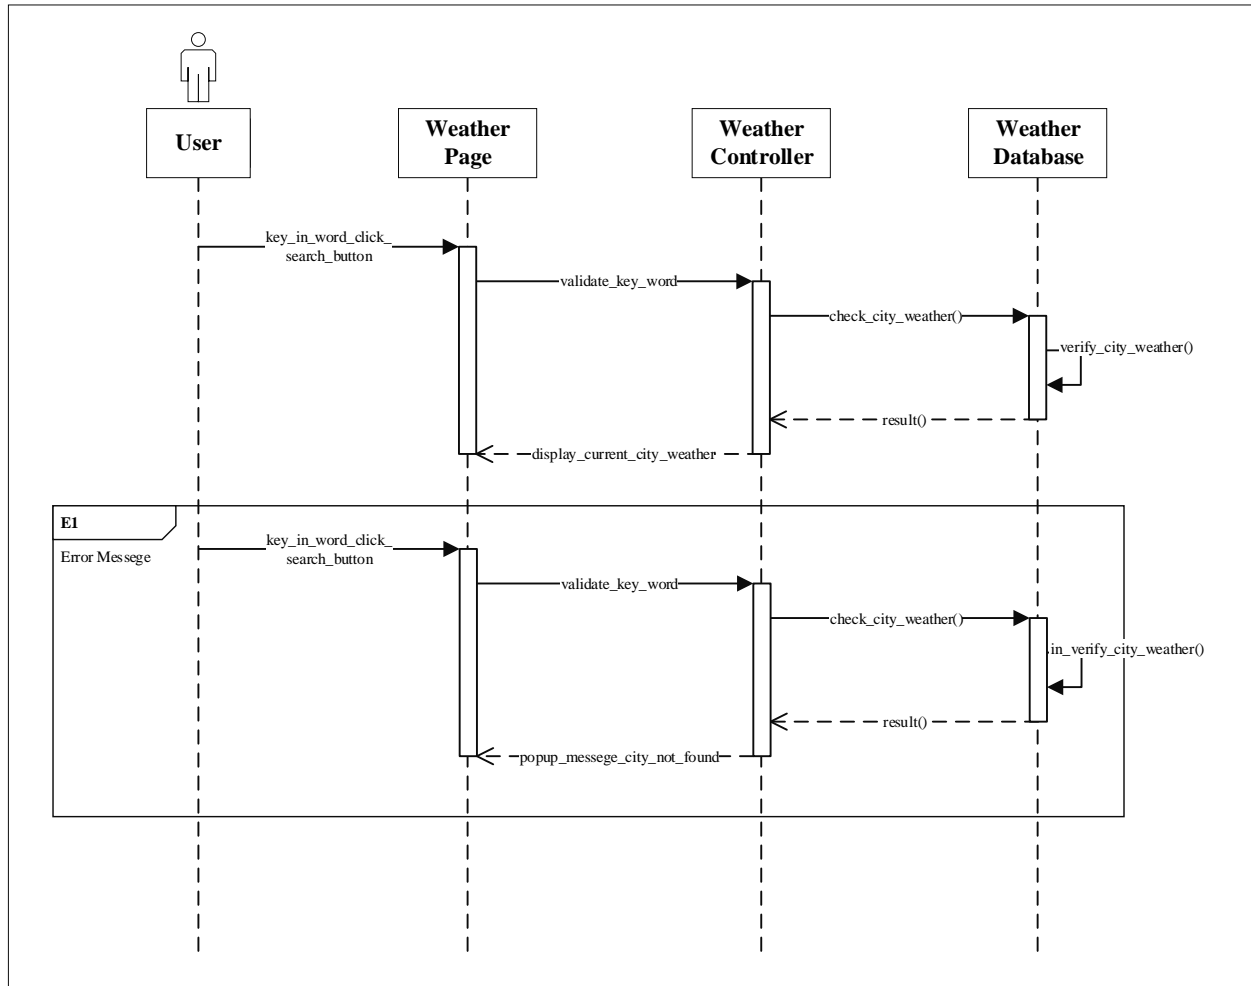 User
Weather
Page
Weather
Controller
Weather
Database
key_in_word_click_
search_button
validate_key_word
check_city_weather()
verify_city_weather()
result()
display_current_city_weather
E1
Error Messege
key_in_word_click_
search_button
validate_key_word
check_city_weather()
in_verify_city_weather()
result()
popup_messege_city_not_found